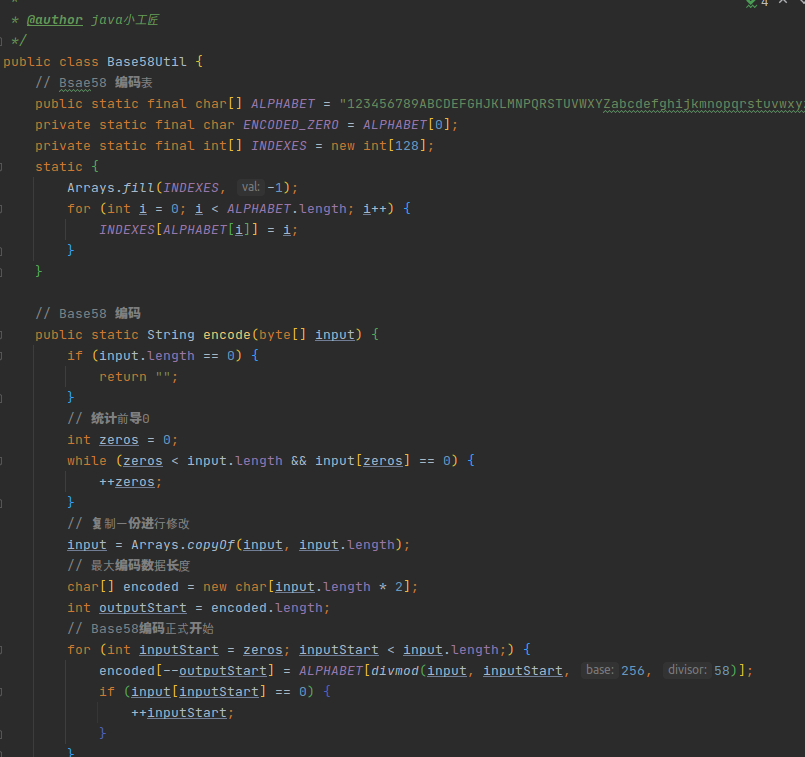 *
4
* @author java小工匠
*/
public class Base58Util {
// Bsae58 编码表
public static final char[] ALPHABET = "123456789ABCDEFGHJKLMNPQRSTUVWXYZabcdefghijkmnopqrstuvwxyz
private static final char ENCODED_ZERO = ALPHABET[0];
private static final int[] INDEXES = new int[128];
static {
Arrays.fill(INDEXES, val: -1);
for (int i = 0; i < ALPHABET.length; i++) {
INDEXES[ALPHABET[i]] = i;
}
}
// Base58 编码
public static String encode(byte[] input) {
if (input.length == 0) {
return "";
}
// 统计前导0
int zeros = 0;
while (zeros < input.length && input[zeros] == 0) {
++zeros;
}
// 复制一份进行修改
input = Arrays.copyOf(input, input.length);
// 最大编码数据长度
char[] encoded = new char[input.length * 2];
int outputStart = encoded.length;
// Base58编码正式开始
for (int inputStart = zeros; inputStart < input.length;) {
encoded[--outputStart] = ALPHABET[divmod(input, inputStart, base: 256, divisor: 58)];
if (input[inputStart] == 0) {
++inputStart;
}
}